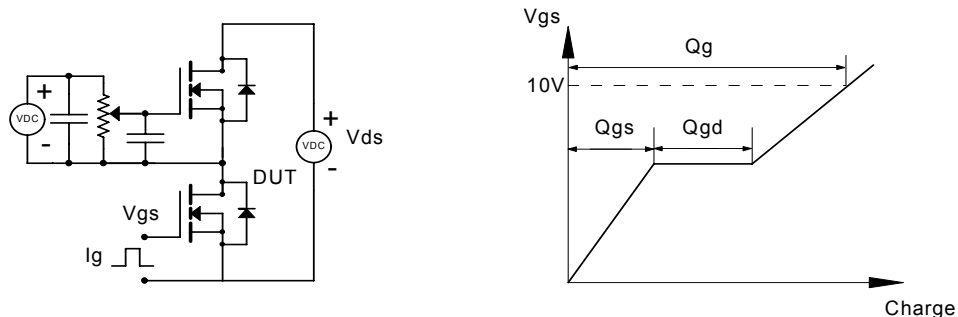 +
VDC
-
+
VDC
-
Vds
DUT
Vgs
Ig
Vgs
Qg
10V
Qgs
Qgd
Charge